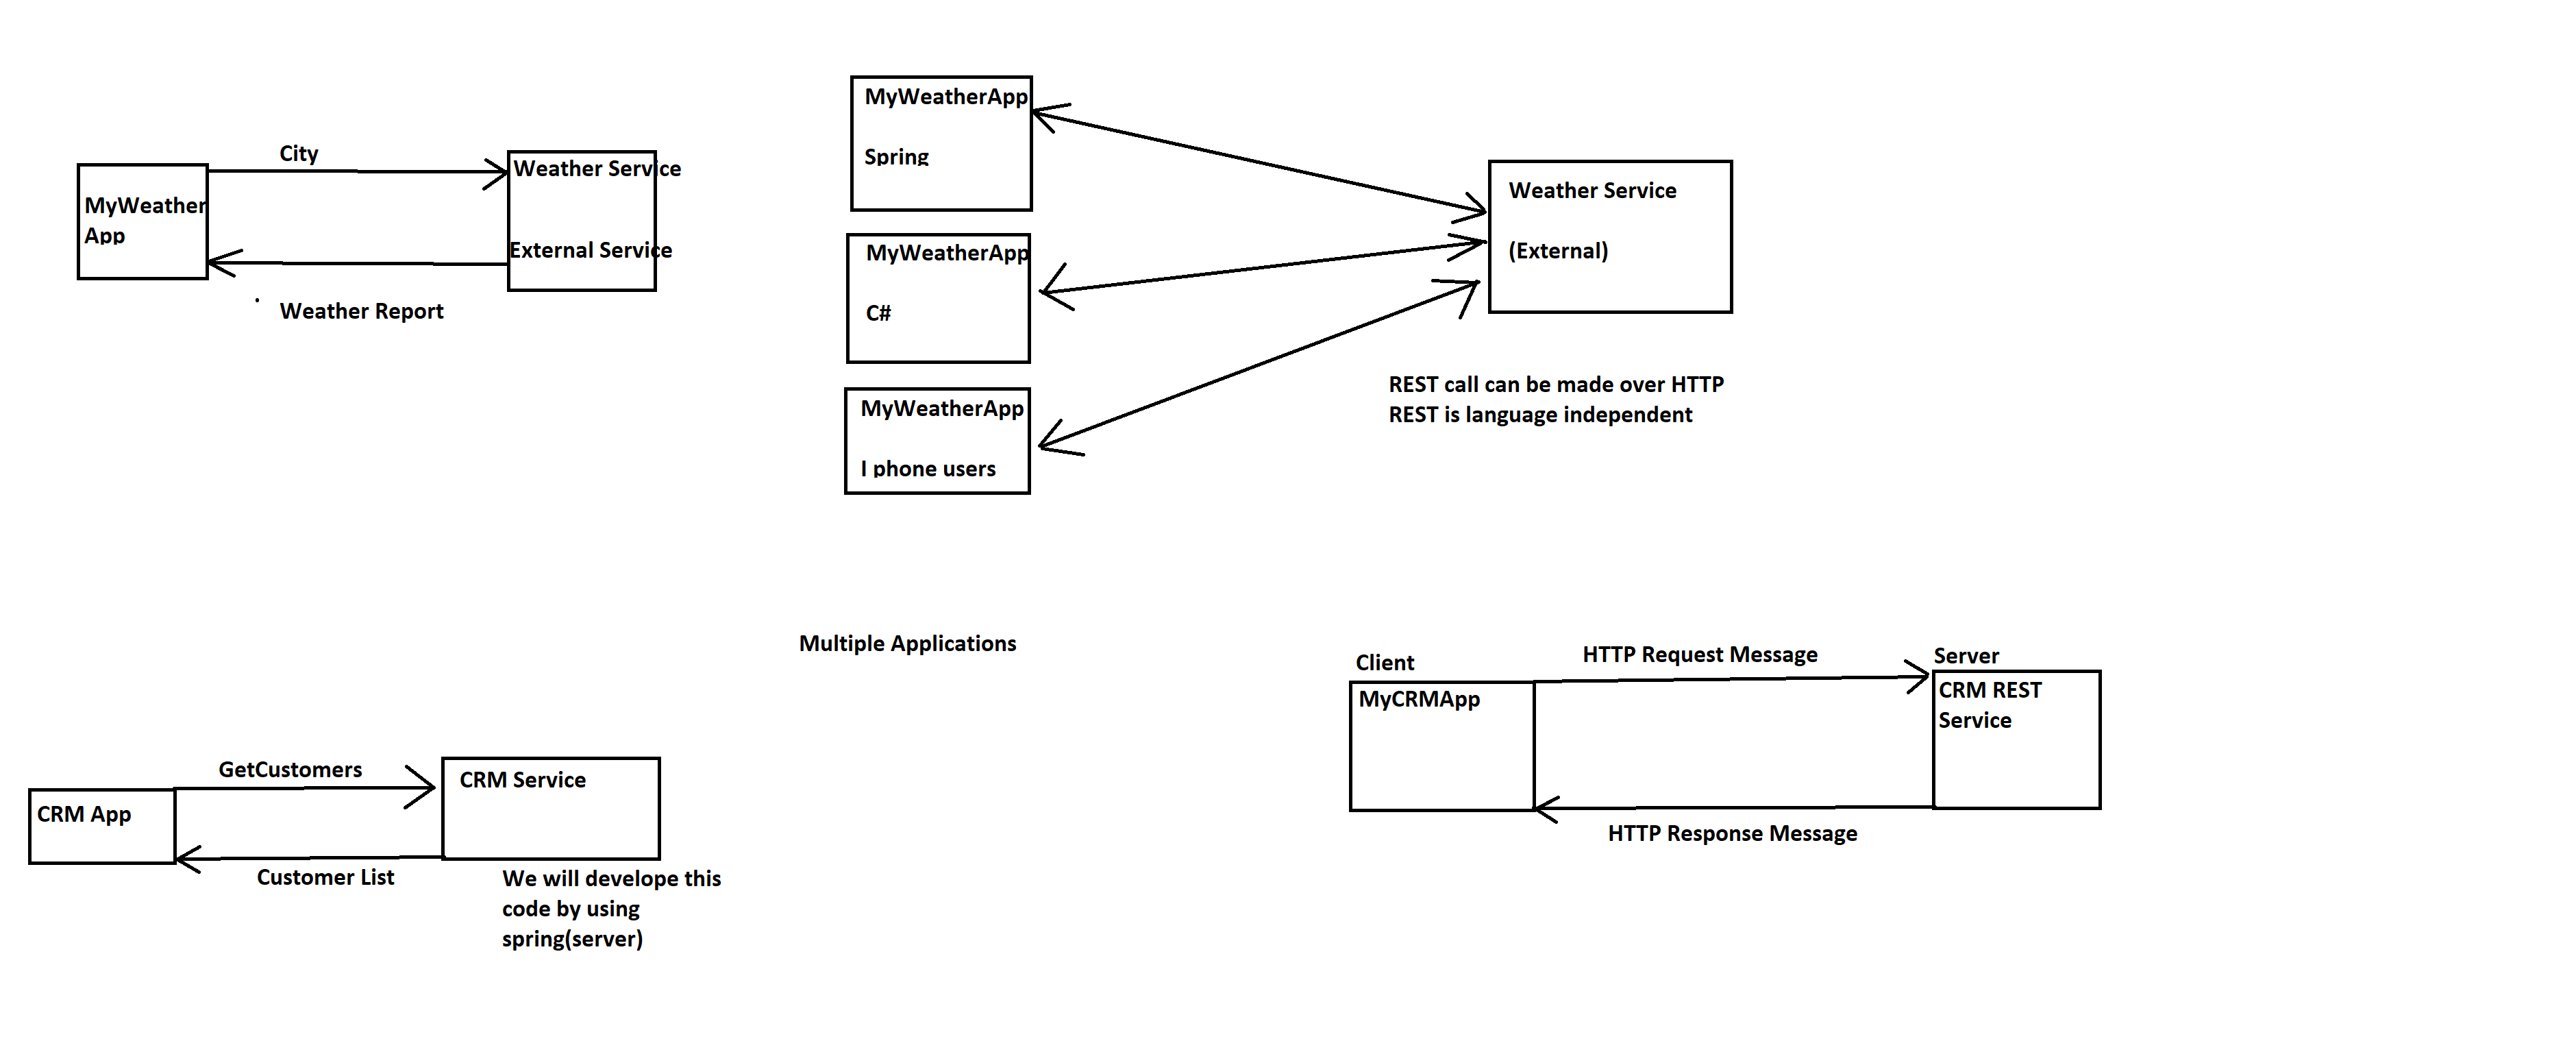 City
MyWeather
App
Weather Service
External Service
Weather Report
MyWeatherApp
Spring
MyWeatherApp
C#
MyWeatherApp
I phone users
Weather Service
(External)
REST call can be made over HTTP
REST is language independent
Multiple Applications
GetCustomers
CRM App
CRM Service
Customer List
We will develope this
code by using
spring(server)
Client
HTTP Request Message
Server
MyCRMApp
CRM REST
Service
HTTP Response Message